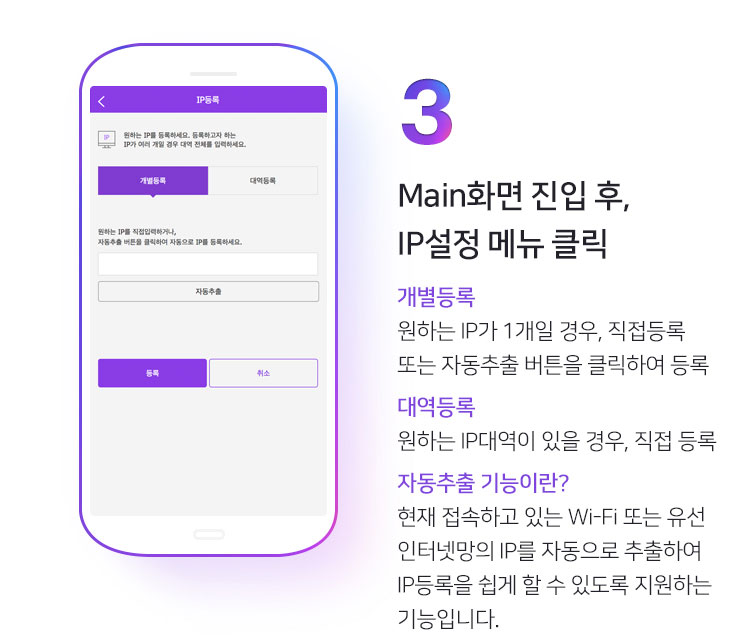 IP등록
IP
원하는 IP를 등록하세요. 등록하고자 하는
IP가 여러 개일 경우 대역 전체를 입력하세요.
개별등록
대역등록
원하는 IP를 직접입력하거나,
자동추출 버튼을 클릭하여 자동으로 IP를 등록하세요.
자동추출
등록
취소
3
Main화면 진입 후,
IP설정 메뉴 클릭
개별등록
원하는 IP가 1개일 경우, 직접등록
또는 자동추출 버튼을 클릭하여 등록
대역등록
원하는 IP대역이 있을 경우, 직접 등록
자동추출 기능이란?
현재 접속하고 있는 Wi-Fi 또는 유선
인터넷망의 IP를 자동으로 추출하여
IP등록을 쉽게 할 수 있도록 지원하는
기능입니다.